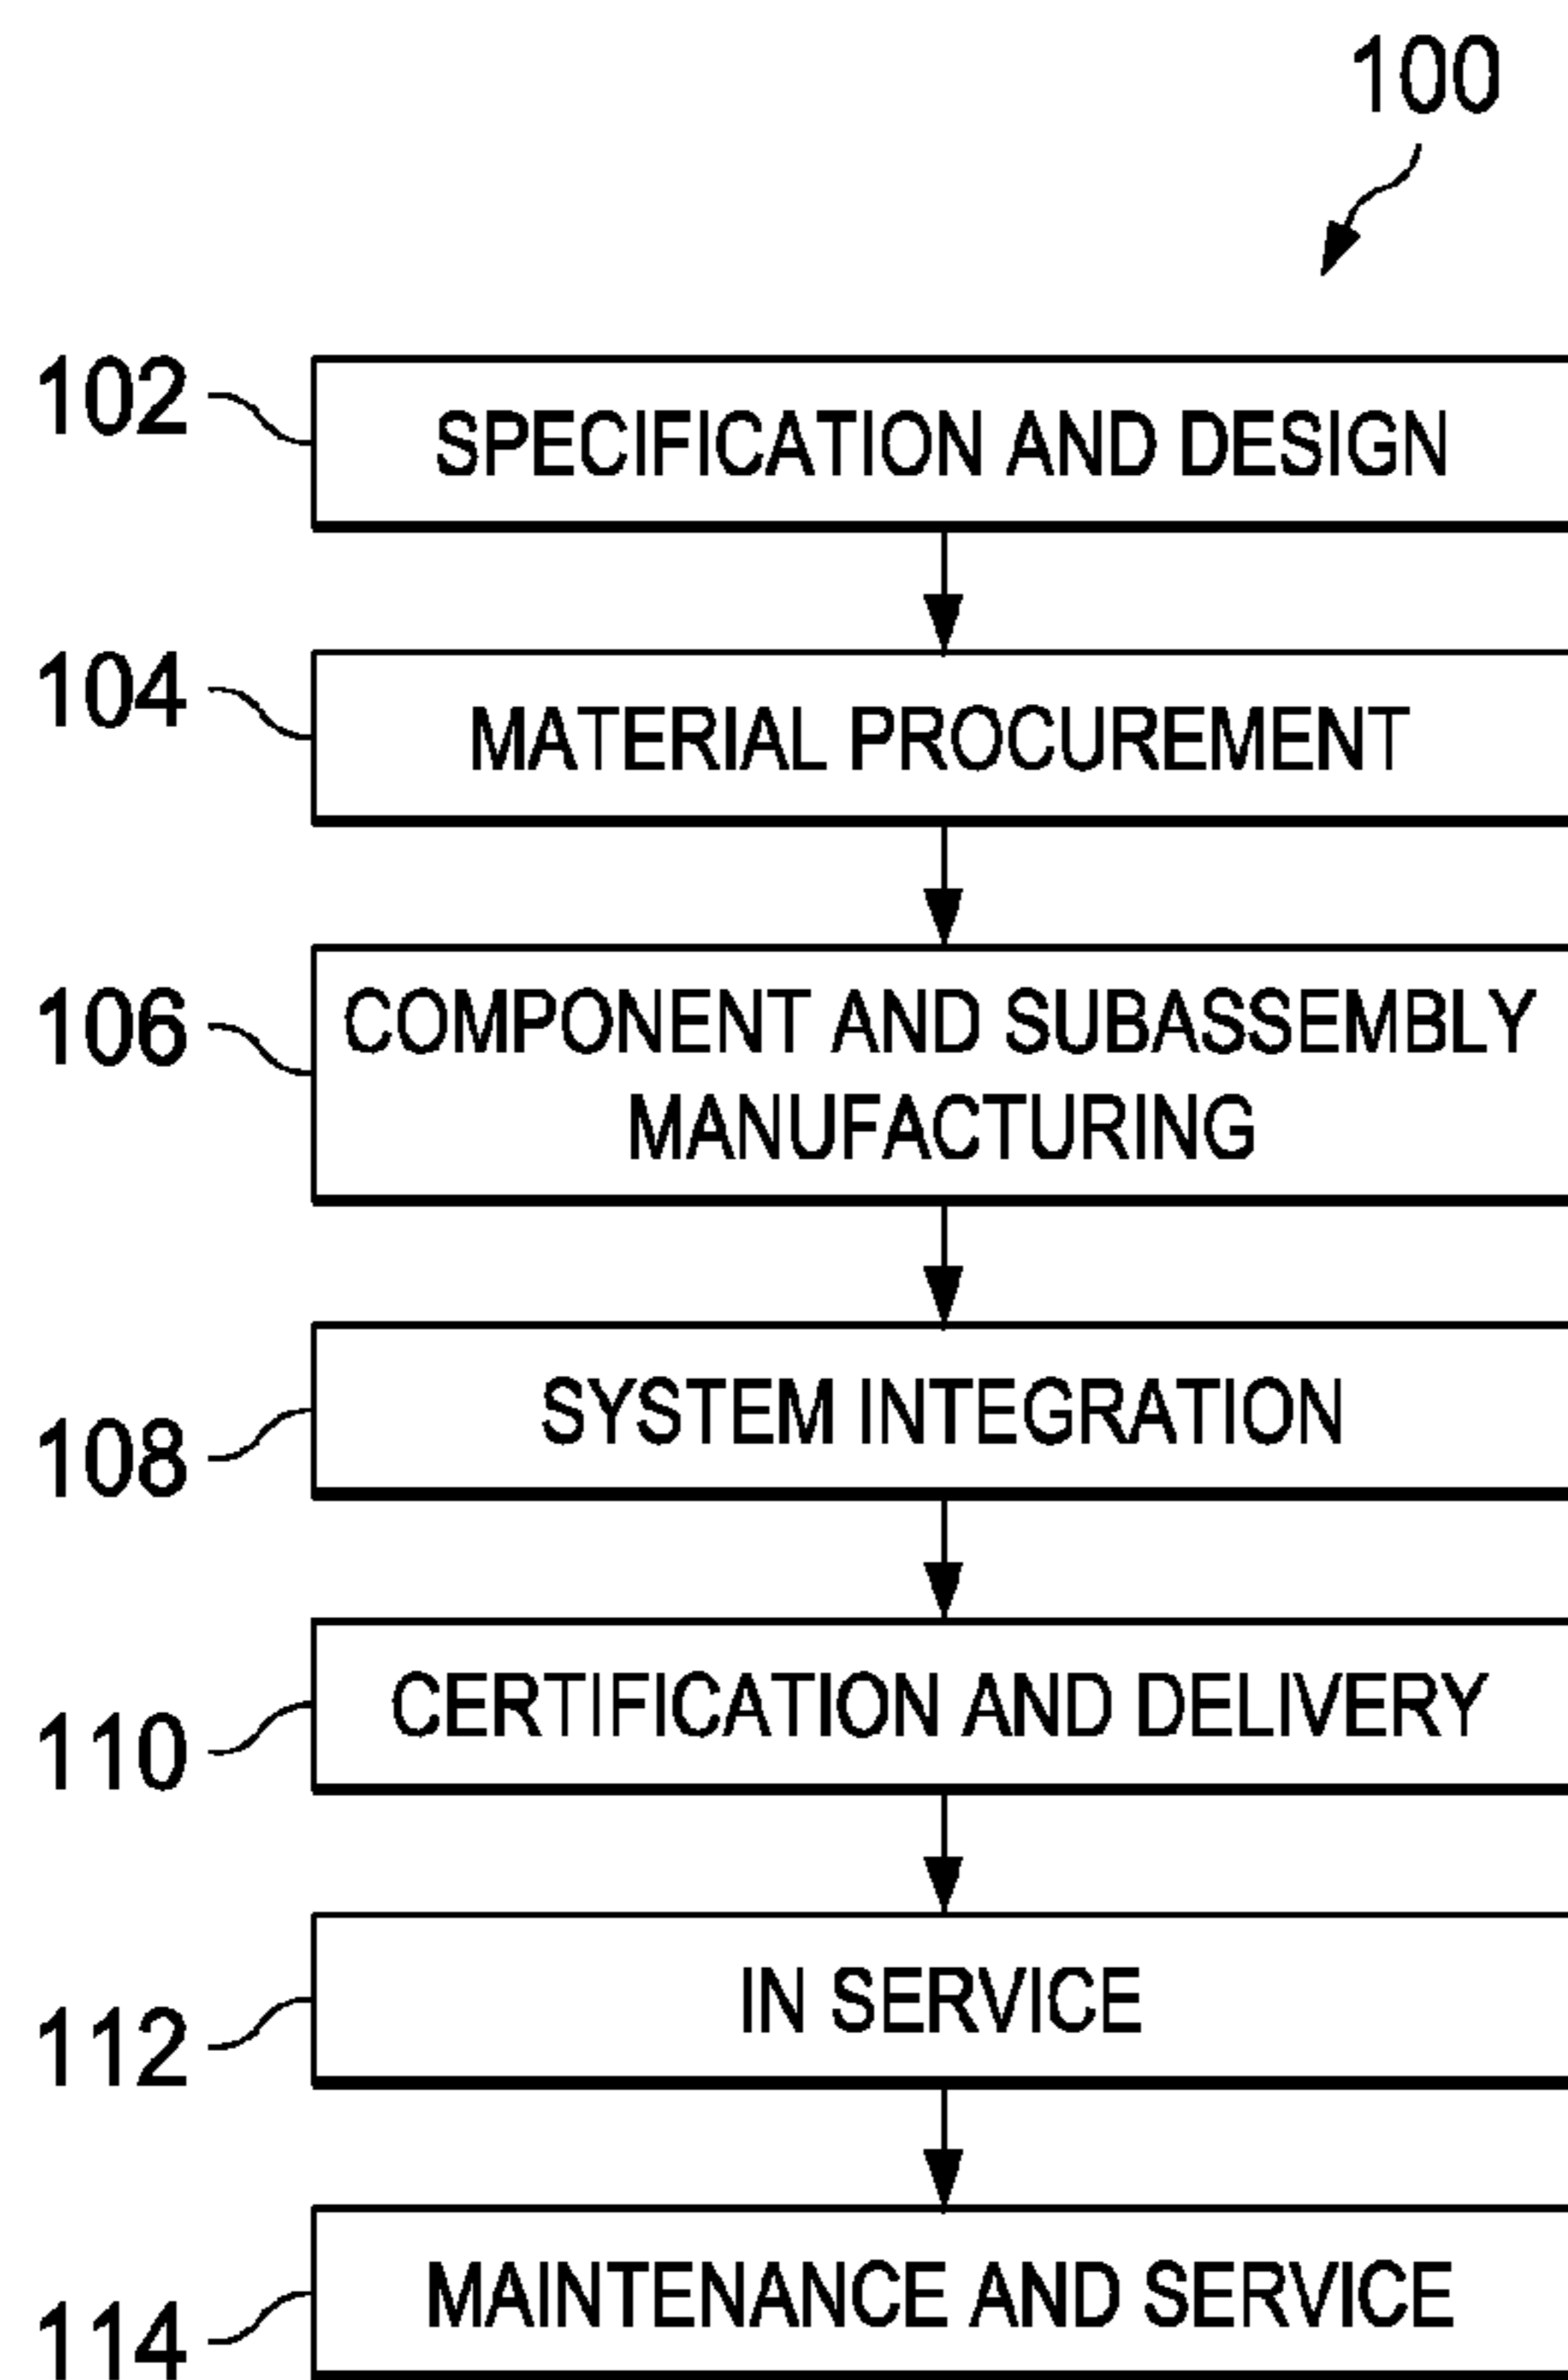 100
102 SPECIFICATION AND DESIGN
104 MATERIAL PROCUREMENT
106 COMPONENT AND SUBASSEMBLY
MANUFACTURING
108 SYSTEM INTEGRATION
110 CERTIFICATION AND DELIVERY
112 IN SERVICE
114 MAINTENANCE AND SERVICE